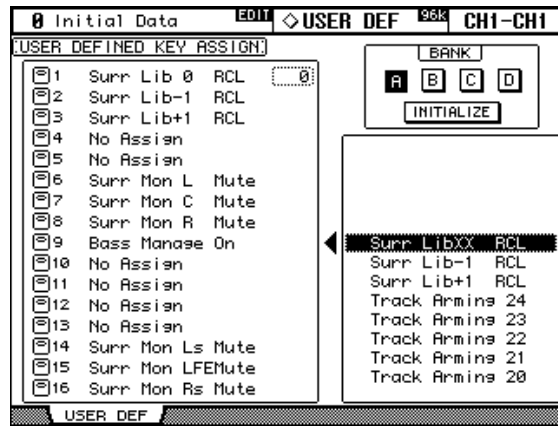 0 Initial Data EDIT ◇USER DEF 96k CH1-CH1
USER DEFINED KEY ASSIGN
1 Surr Lib 0 RCL 0
2 Surr Lib-1 RCL
3 Surr Lib+1 RCL
4 No Assign
5 No Assign
6 Surr Mon L Mute
7 Surr Mon C Mute
8 Surr Mon R Mute
9 Bass Manage On
10 No Assign
11 No Assign
12 No Assign
13 No Assign
14 Surr Mon Ls Mute
15 Surr Mon LFEMute
16 Surr Mon Rs Mute
BANK
A B C D
INITIALIZE
Surr LibXX RCL
Surr Lib-1 RCL
Surr Lib+1 RCL
Track Arming 24
Track Arming 23
Track Arming 22
Track Arming 21
Track Arming 20
USER DEF